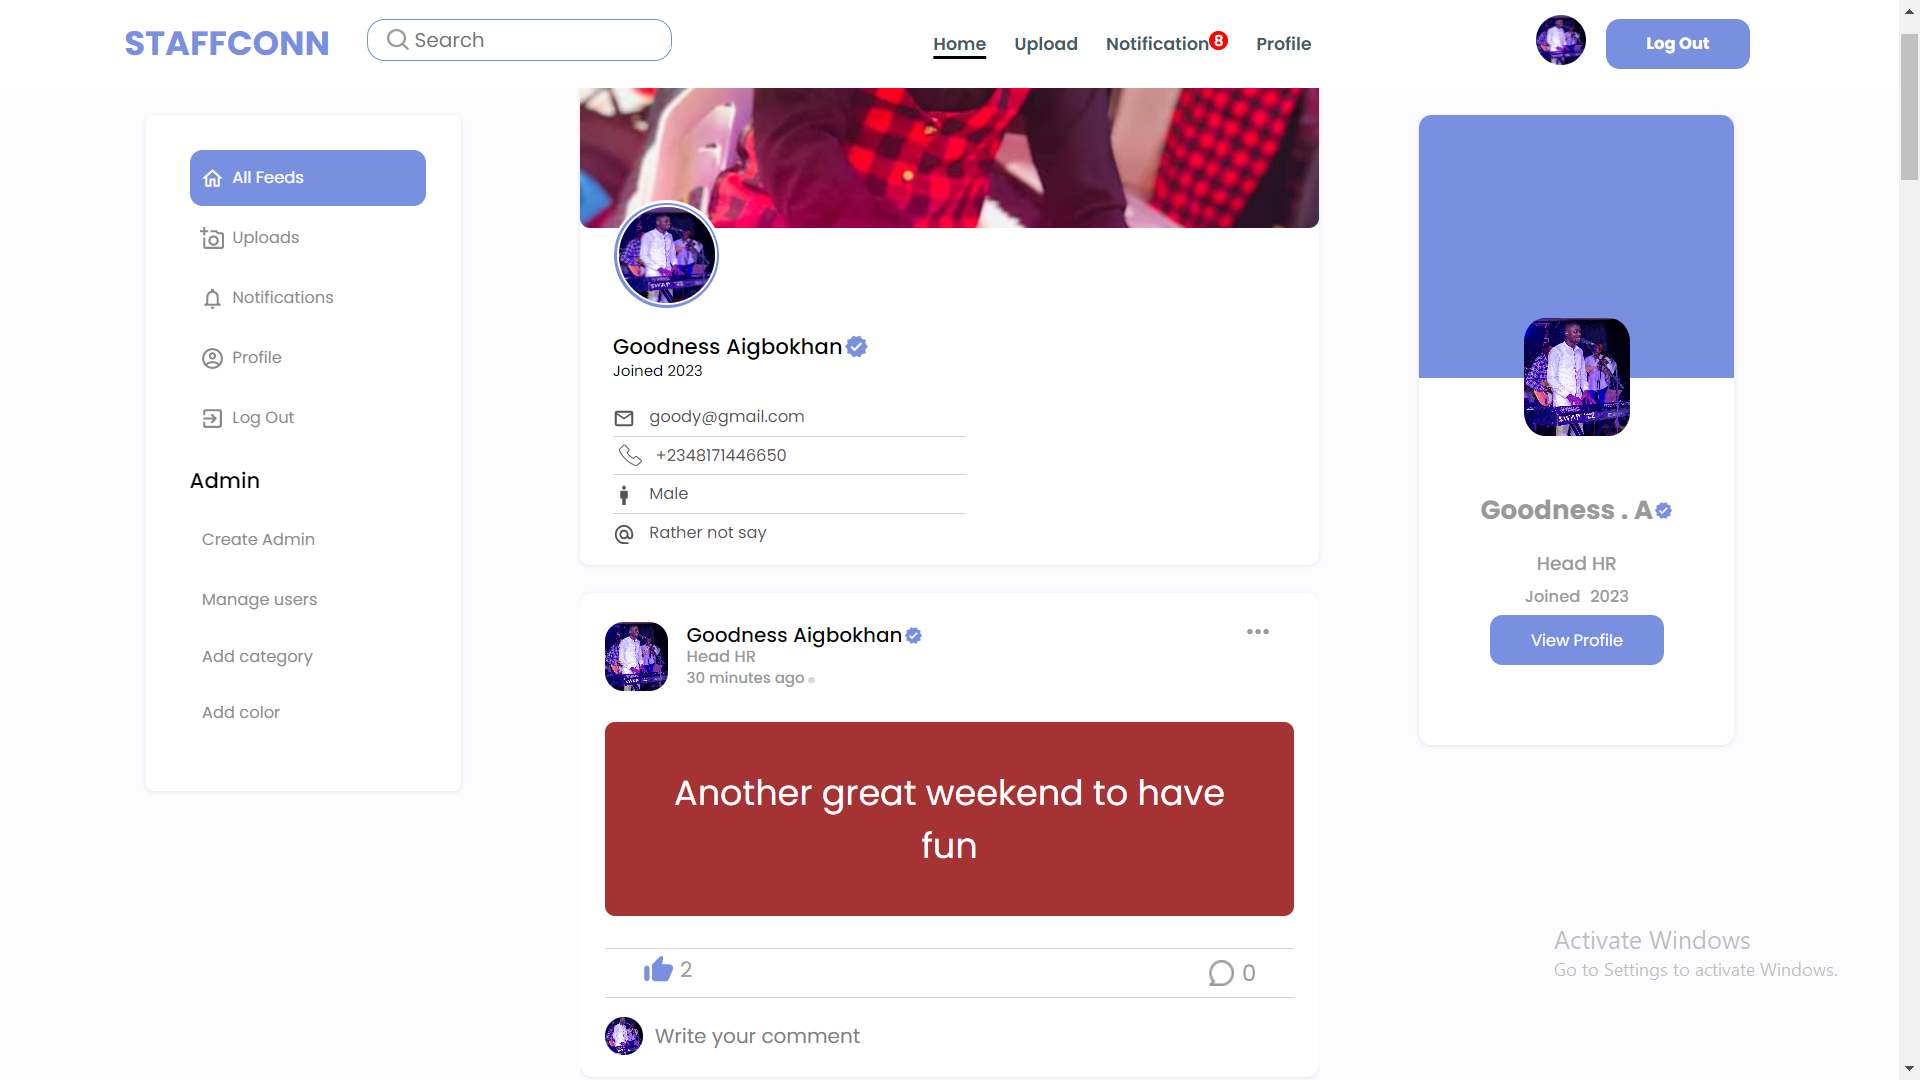 STAFFCONN
Search
Home
Upload
Notification 8
Profile
Log Out
All Feeds
Uploads
Notifications
Profile
Log Out
Admin
Create Admin
Manage users
Add category
Add color
Goodness Aigbokhan
Joined 2023
goody@gmail.com
+2348171446650
Male
Rather not say
Goodness Aigbokhan
Head HR
30 minutes ago
Another great weekend to have
fun
2
0
Write your comment
Goodness . A
Head HR
Joined 2023
View Profile
Activate Windows
Go to Settings to activate Windows.